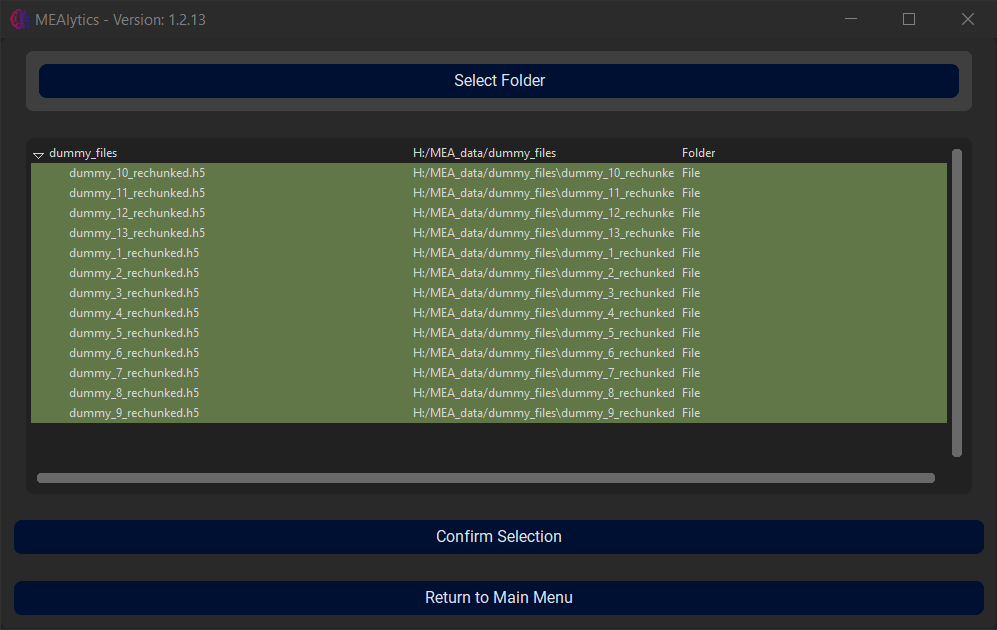 MEAlytics - Version: 1.2.13
Select Folder
dummy_files H:/MEA_data/dummy_files Folder
dummy_10_rechunked.h5 H:/MEA_data/dummy_files\dummy_10_rechunke File
dummy_11_rechunked.h5 H:/MEA_data/dummy_files\dummy_11_rechunke File
dummy_12_rechunked.h5 H:/MEA_data/dummy_files\dummy_12_rechunke File
dummy_13_rechunked.h5 H:/MEA_data/dummy_files\dummy_13_rechunke File
dummy_1_rechunked.h5 H:/MEA_data/dummy_files\dummy_1_rechunked File
dummy_2_rechunked.h5 H:/MEA_data/dummy_files\dummy_2_rechunked File
dummy_3_rechunked.h5 H:/MEA_data/dummy_files\dummy_3_rechunked File
dummy_4_rechunked.h5 H:/MEA_data/dummy_files\dummy_4_rechunked File
dummy_5_rechunked.h5 H:/MEA_data/dummy_files\dummy_5_rechunked File
dummy_6_rechunked.h5 H:/MEA_data/dummy_files\dummy_6_rechunked File
dummy_7_rechunked.h5 H:/MEA_data/dummy_files\dummy_7_rechunked File
dummy_8_rechunked.h5 H:/MEA_data/dummy_files\dummy_8_rechunked File
dummy_9_rechunked.h5 H:/MEA_data/dummy_files\dummy_9_rechunked File
Confirm Selection
Return to Main Menu